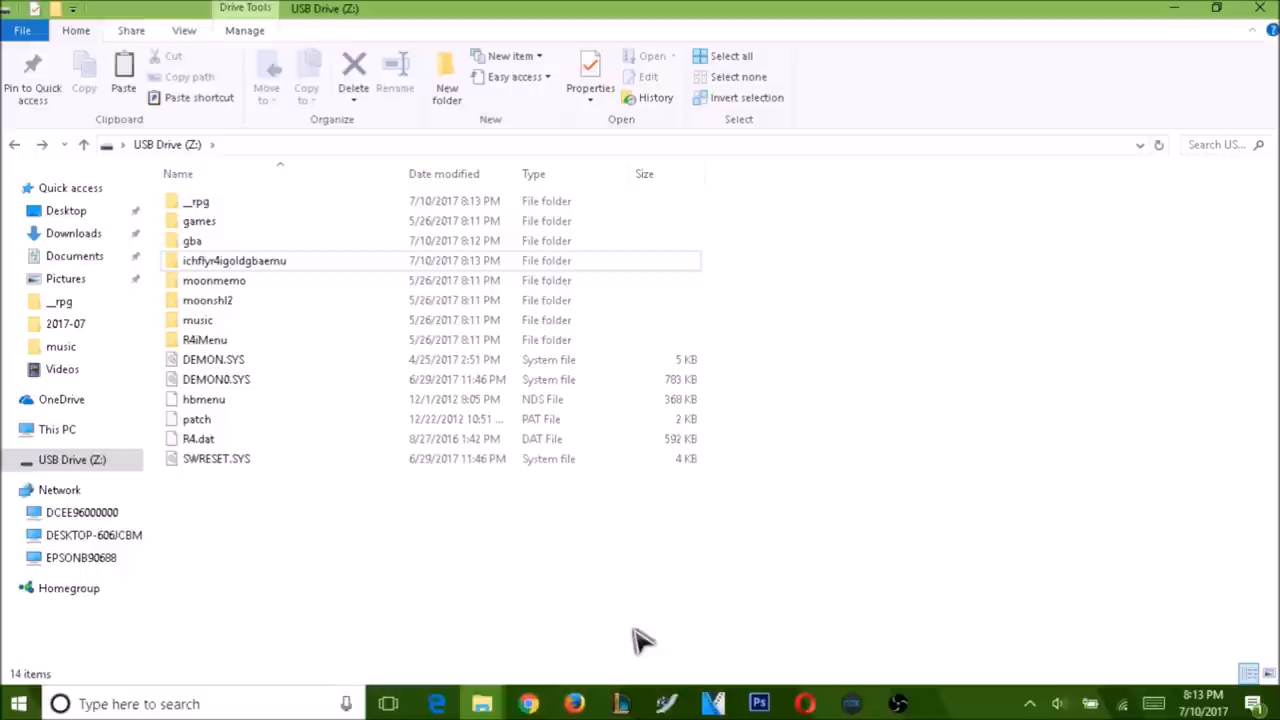 Drive Tools USB Drive (Z:)
File Home Share View Manage
Pin to Quick access
Copy
Paste
Cut
Copy path
Paste shortcut
Clipboard
Move to
Copy to
Delete
Rename
Organize
New folder
New item
Easy access
New
Properties
Open
Edit
History
Open
Select all
Select none
Invert selection
Select
USB Drive (Z:) Search US...
Name Date modified Type Size
Quick access
Desktop
Downloads
Documents
Pictures
__rpg
2017-07
music
Videos
OneDrive
This PC
USB Drive (Z:)
Network
DCEE96000000
DESKTOP-606JCBM
EPSONB90688
Homegroup
__rpg 7/10/2017 8:13 PM File folder
games 5/26/2017 8:11 PM File folder
gba 7/10/2017 8:12 PM File folder
ichflyr4igoldgbaemu 7/10/2017 8:13 PM File folder
moonmemo 5/26/2017 8:11 PM File folder
moonshl2 5/26/2017 8:11 PM File folder
music 5/26/2017 8:11 PM File folder
R4iMenu 5/26/2017 8:11 PM File folder
DEMON.SYS 4/25/2017 2:51 PM System file 5 KB
DEMON0.SYS 6/29/2017 11:46 PM System file 783 KB
hbmenu 12/1/2012 8:05 PM NDS File 368 KB
patch 12/22/2012 10:51 ... PAT File 2 KB
R4.dat 8/27/2016 1:42 PM DAT File 592 KB
SWRESET.SYS 6/29/2017 11:46 PM System file 4 KB
14 items
Type here to search
Ps
8:13 PM
7/10/2017